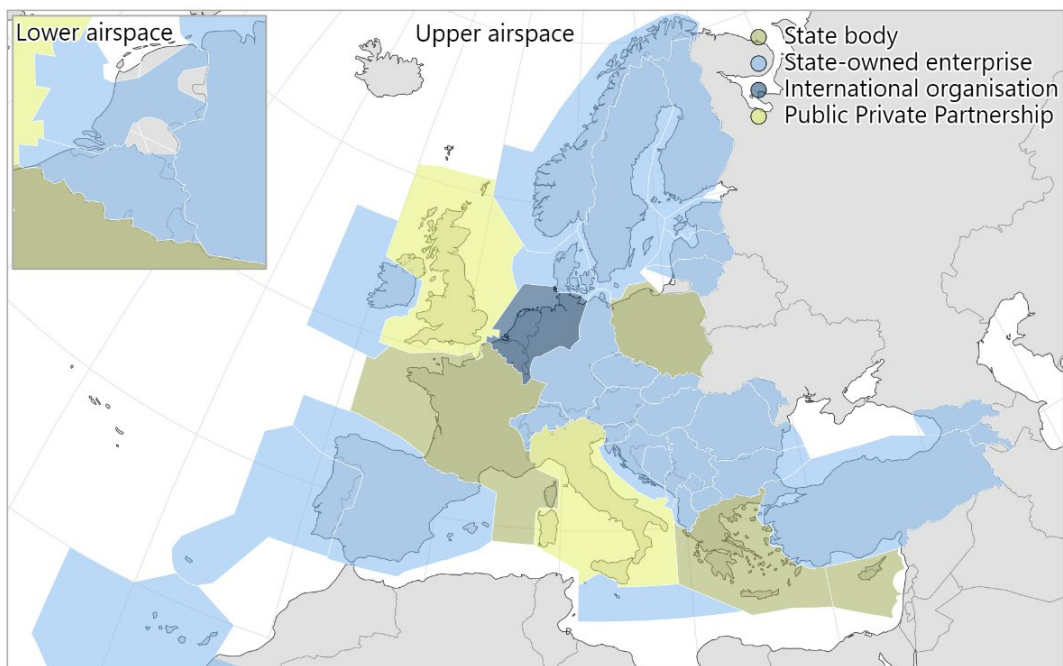 Lower airspace
Upper airspace
State body
State-owned enterprise
International organisation
Public Private Partnership